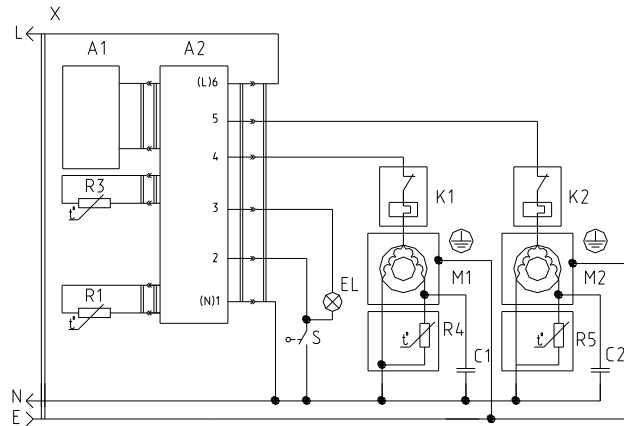 X
L
A1 A2
(L)6
5
4
R3
t°
3
K1 K2
2
M1 M2
EL
R1
t°
(N)1
S
t° R4 t° R5
C1 C2
N
E